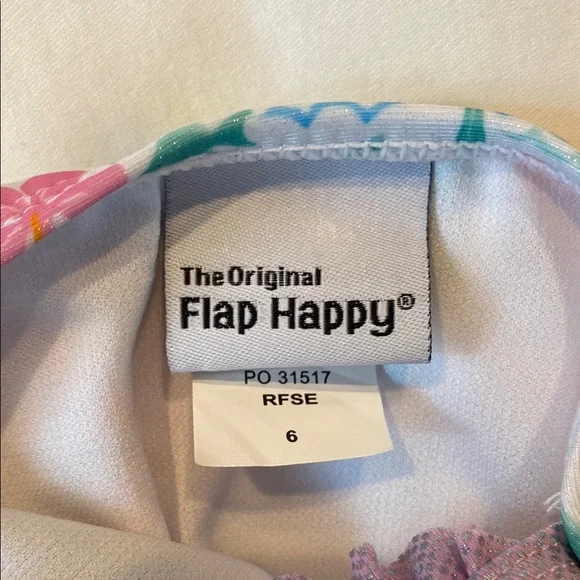 The Original
Flap Happy®
PO 31517
RFSE
6